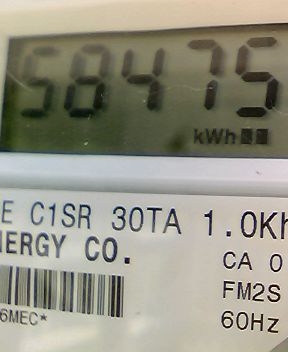 58475
kWh
E C1SR 30TA 1.0Kh
NERGY CO.
CA 0
FM2S
60Hz
6MEC*